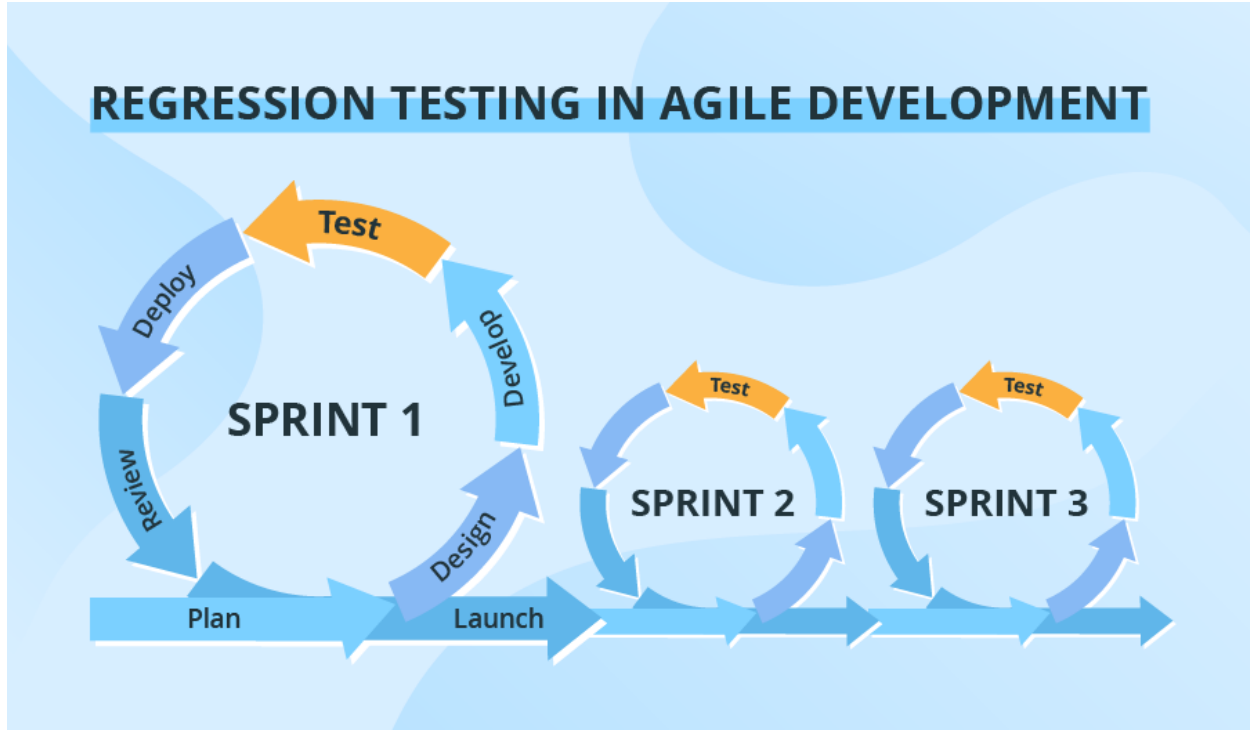 REGRESSION TESTING IN AGILE DEVELOPMENT
Test
Deploy
Develop
SPRINT 1
Review
Design
Plan
Launch
Test
SPRINT 2
Test
SPRINT 3